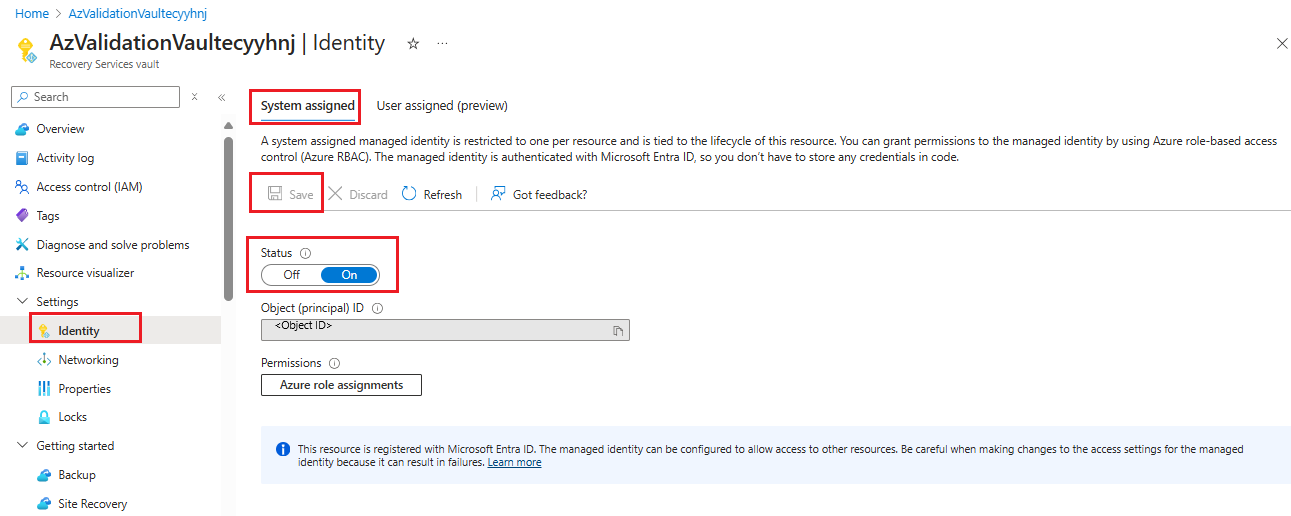 Home > AzValidationVaultecyyhnj
AzValidationVaultecyyhnj | Identity
Recovery Services vault
Search
Overview
Activity log
Access control (IAM)
Tags
Diagnose and solve problems
Resource visualizer
Settings
Identity
Networking
Properties
Locks
Getting started
Backup
Site Recovery
System assigned User assigned (preview)
A system assigned managed identity is restricted to one per resource and is tied to the lifecycle of this resource. You can grant permissions to the managed identity by using Azure role-based access
control (Azure RBAC). The managed identity is authenticated with Microsoft Entra ID, so you don't have to store any credentials in code.
Save Discard Refresh Got feedback?
Status
Off On
Object (principal) ID
<Object ID>
Permissions
Azure role assignments
This resource is registered with Microsoft Entra ID. The managed identity can be configured to allow access to other resources. Be careful when making changes to the access settings for the managed
identity because it can result in failures. Learn more